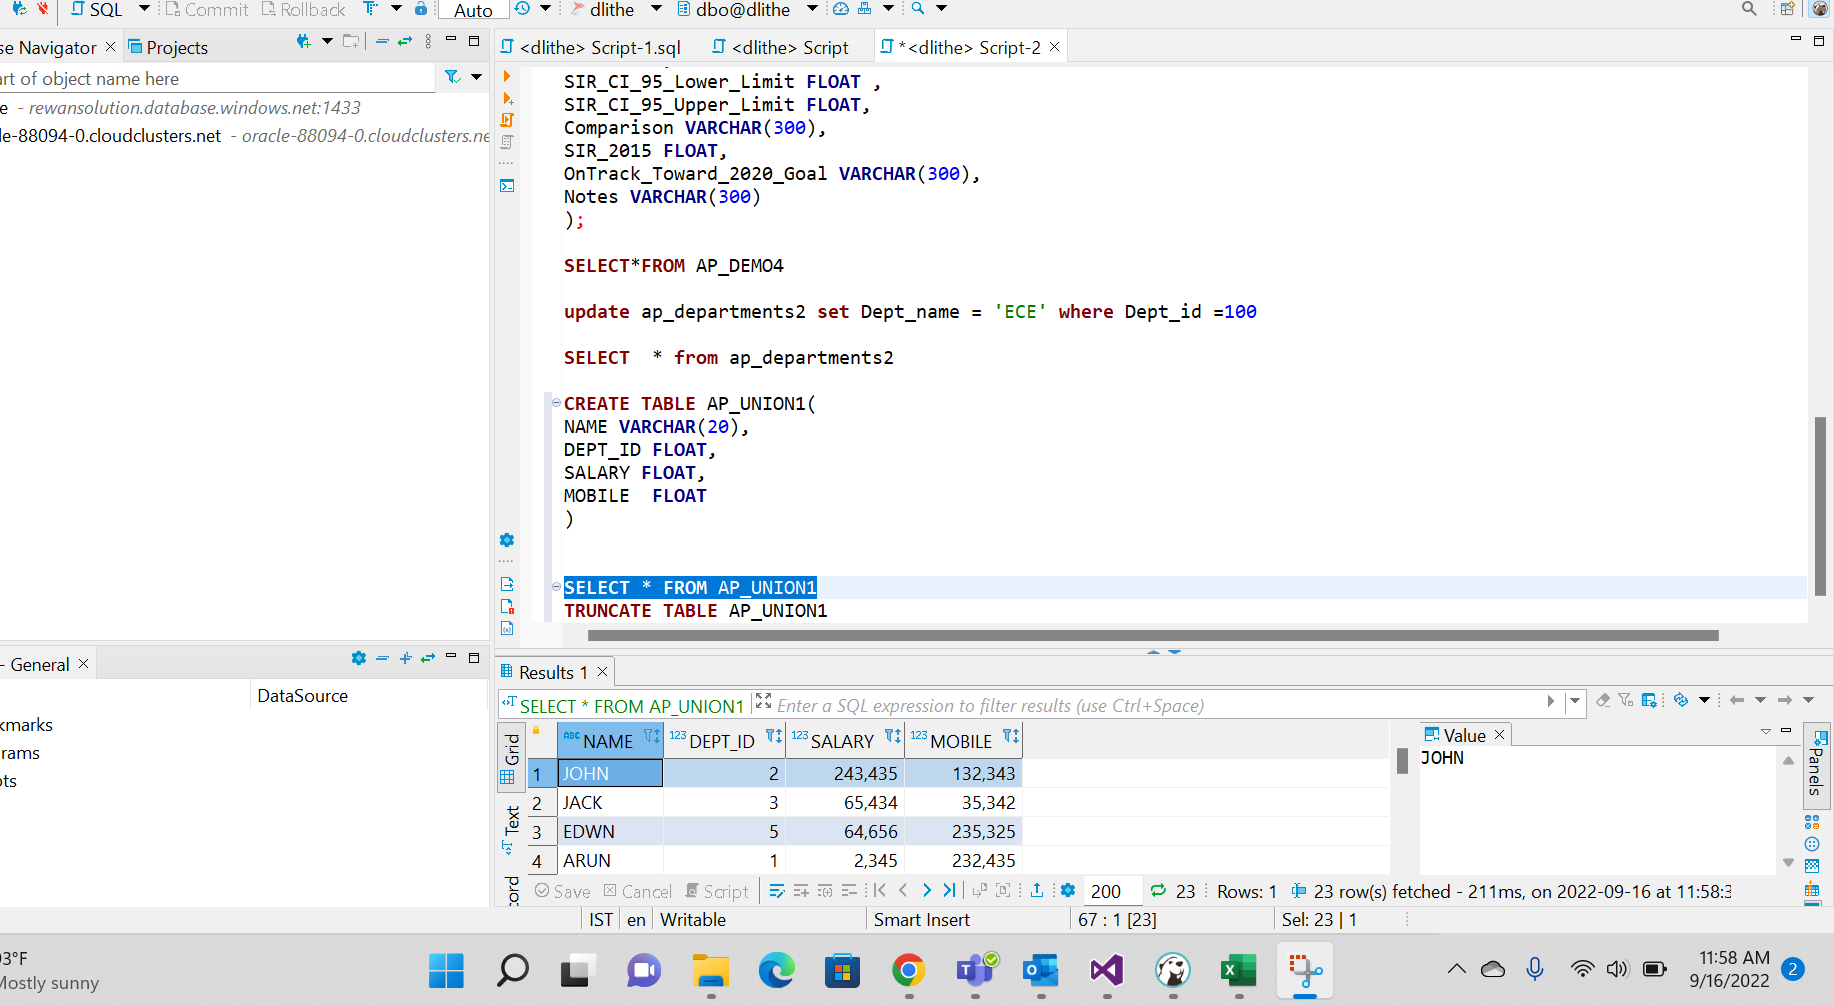 SQL
Commit
Rollback
T
Auto
dlithe
dbo@dlithe
se Navigator
Projects
<dlithe> Script-1.sql
<dlithe> Script
*<dlithe> Script-2
art of object name here
e - rewansolution.database.windows.net:1433
le-88094-0.cloudclusters.net - oracle-88094-0.cloudclusters.ne
SIR_CI_95_Lower_Limit FLOAT ,
SIR_CI_95_Upper_Limit FLOAT,
Comparison VARCHAR(300),
SIR_2015 FLOAT,
OnTrack_Toward_2020_Goal VARCHAR(300),
Notes VARCHAR(300)
);
SELECT*FROM AP_DEMO4
update ap_departments2 set Dept_name = 'ECE' where Dept_id =100
SELECT  * from ap_departments2
CREATE TABLE AP_UNION1(
NAME VARCHAR(20),
DEPT_ID FLOAT,
SALARY FLOAT,
MOBILE  FLOAT
)
SELECT * FROM AP_UNION1
TRUNCATE TABLE AP_UNION1
- General
DataSource
kmarks
rams
ots
Results 1
SELECT * FROM AP_UNION1
Enter a SQL expression to filter results (use Ctrl+Space)
Grid
Text
ord
ABC NAME 123 DEPT_ID 123 SALARY 123 MOBILE
1 JOHN 2 243,435 132,343
2 JACK 3 65,434 35,342
3 EDWN 5 64,656 235,325
4 ARUN 1 2,345 232,435
Value
JOHN
Panels
Save
Cancel
Script
200
23
Rows: 1
23 row(s) fetched - 211ms, on 2022-09-16 at 11:58:3
IST
en
Writable
Smart Insert
67 : 1 [23]
Sel: 23 | 1
93°F
Mostly sunny
11:58 AM
9/16/2022
2